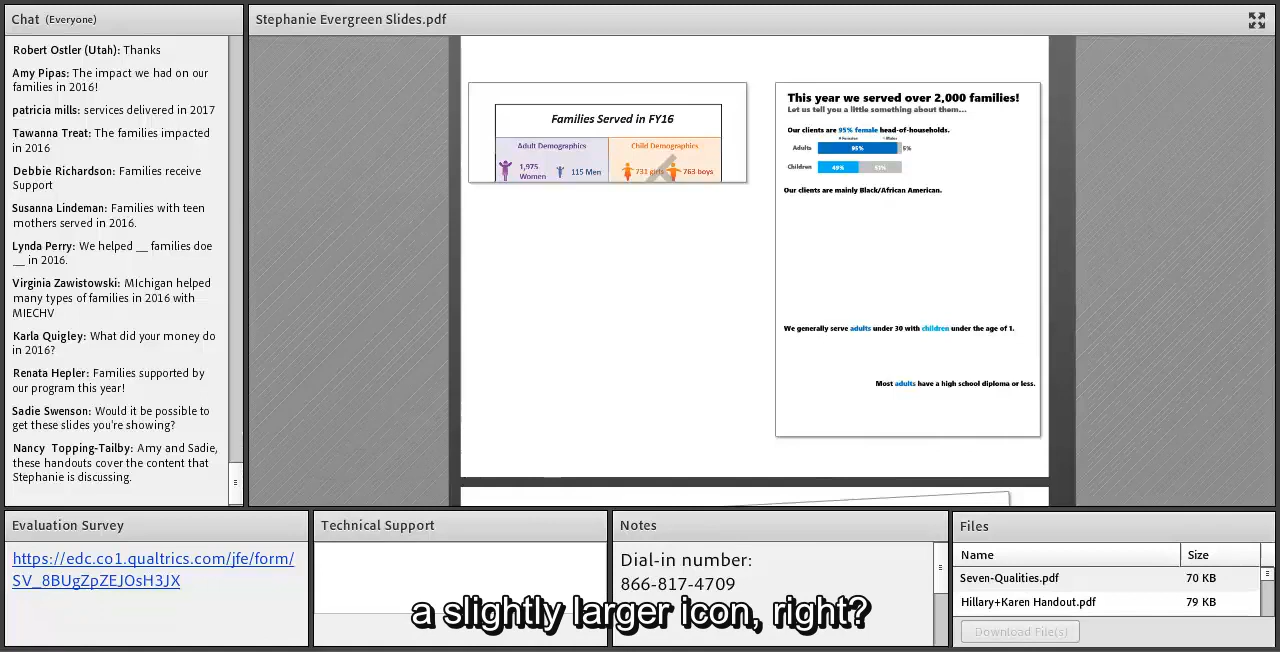 Chat (Everyone)
Robert Ostler (Utah): Thanks
Amy Pipas: The impact we had on our
families in 2016!
patricia mills: services delivered in 2017
Tawanna Treat: The families impacted
in 2016
Debbie Richardson: Families receive
Support
Susanna Lindeman: Families with teen
mothers served in 2016.
Lynda Perry: We helped __ families doe
__ in 2016.
Virginia Zawistowski: MIchigan helped
many types of families in 2016 with
MIECHV
Karla Quigley: What did your money do
in 2016?
Renata Hepler: Families supported by
our program this year!
Sadie Swenson: Would it be possible to
get these slides you're showing?
Nancy Topping-Tailby: Amy and Sadie,
these handouts cover the content that
Stephanie is discussing.
Stephanie Evergreen Slides.pdf
Families Served in FY16
Adult Demographics
Child Demographics
1,975
Women
115 Men
731 girls
763 boys
This year we served over 2,000 families!
Let us tell you a little something about them...
Our clients are 95% female head-of-households.
Adults 95% 5%
Children 49% 51%
Our clients are mainly Black/African American.
We generally serve adults under 30 with children under the age of 1.
Most adults have a high school diploma or less.
Evaluation Survey
https://edc.co1.qualtrics.com/jfe/form/
SV_8BUgZpZEJOsH3JX
Technical Support
Notes
Dial-in number:
866-817-4709
Files
Name Size
Seven-Qualities.pdf 70 KB
Hillary+Karen Handout.pdf 79 KB
Download File(s)
a slightly larger icon, right?